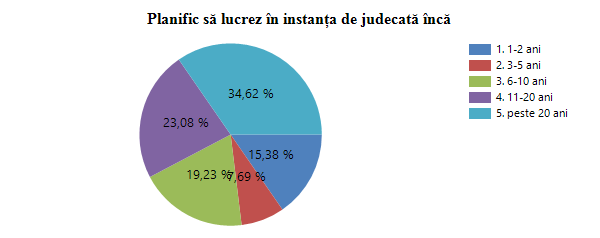 Planific să lucrez în instanța de judecată încă
1. 1-2 ani
2. 3-5 ani
3. 6-10 ani
4. 11-20 ani
5. peste 20 ani
34,62 %
23,08 %
15,38 %
19,23 %
7,69 %